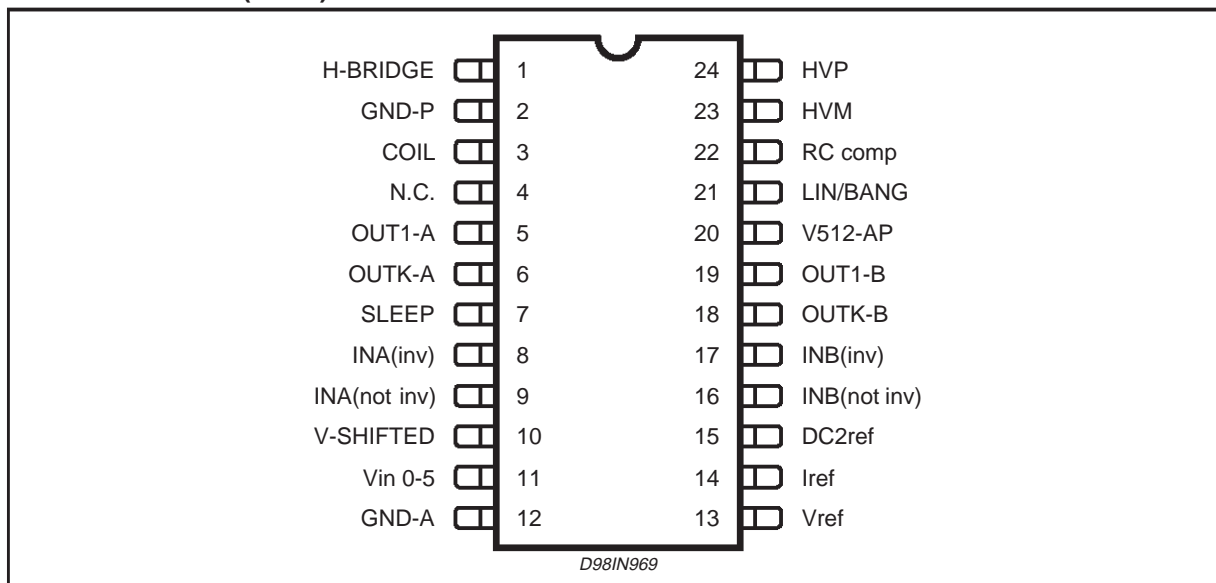 H-BRIDGE 1 24 HVP
GND-P 2 23 HVM
COIL 3 22 RC comp
N.C. 4 21 LIN/BANG
OUT1-A 5 20 V512-AP
OUTK-A 6 19 OUT1-B
SLEEP 7 18 OUTK-B
INA(inv) 8 17 INB(inv)
INA(not inv) 9 16 INB(not inv)
V-SHIFTED 10 15 DC2ref
Vin 0-5 11 14 Iref
GND-A 12 13 Vref
D98IN969